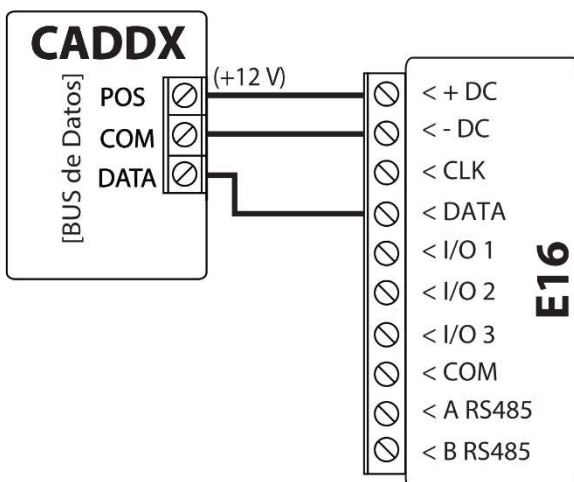 CADDX
[BUS de Datos]
POS
COM
DATA
(+12 V)
< + DC
< - DC
< CLK
< DATA
< I/O 1
< I/O 2
< I/O 3
< COM
< A RS485
< B RS485
E16